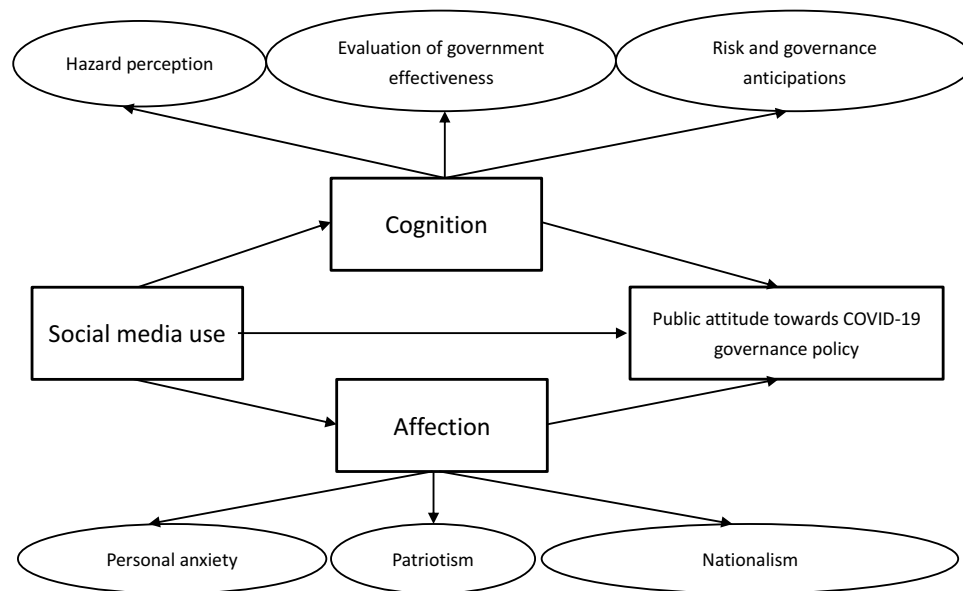 Hazard perception
Evaluation of government
effectiveness
Risk and governance
anticipations
Cognition
Social media use
Public attitude towards COVID-19
governance policy
Affection
Personal anxiety
Patriotism
Nationalism